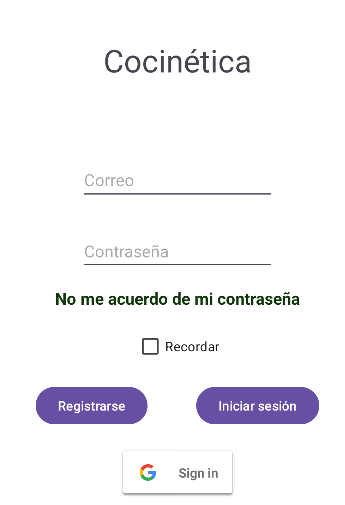 Cocinética
Correo
Contraseña
No me acuerdo de mi contraseña
Recordar
Registrarse
Iniciar sesión
Sign in